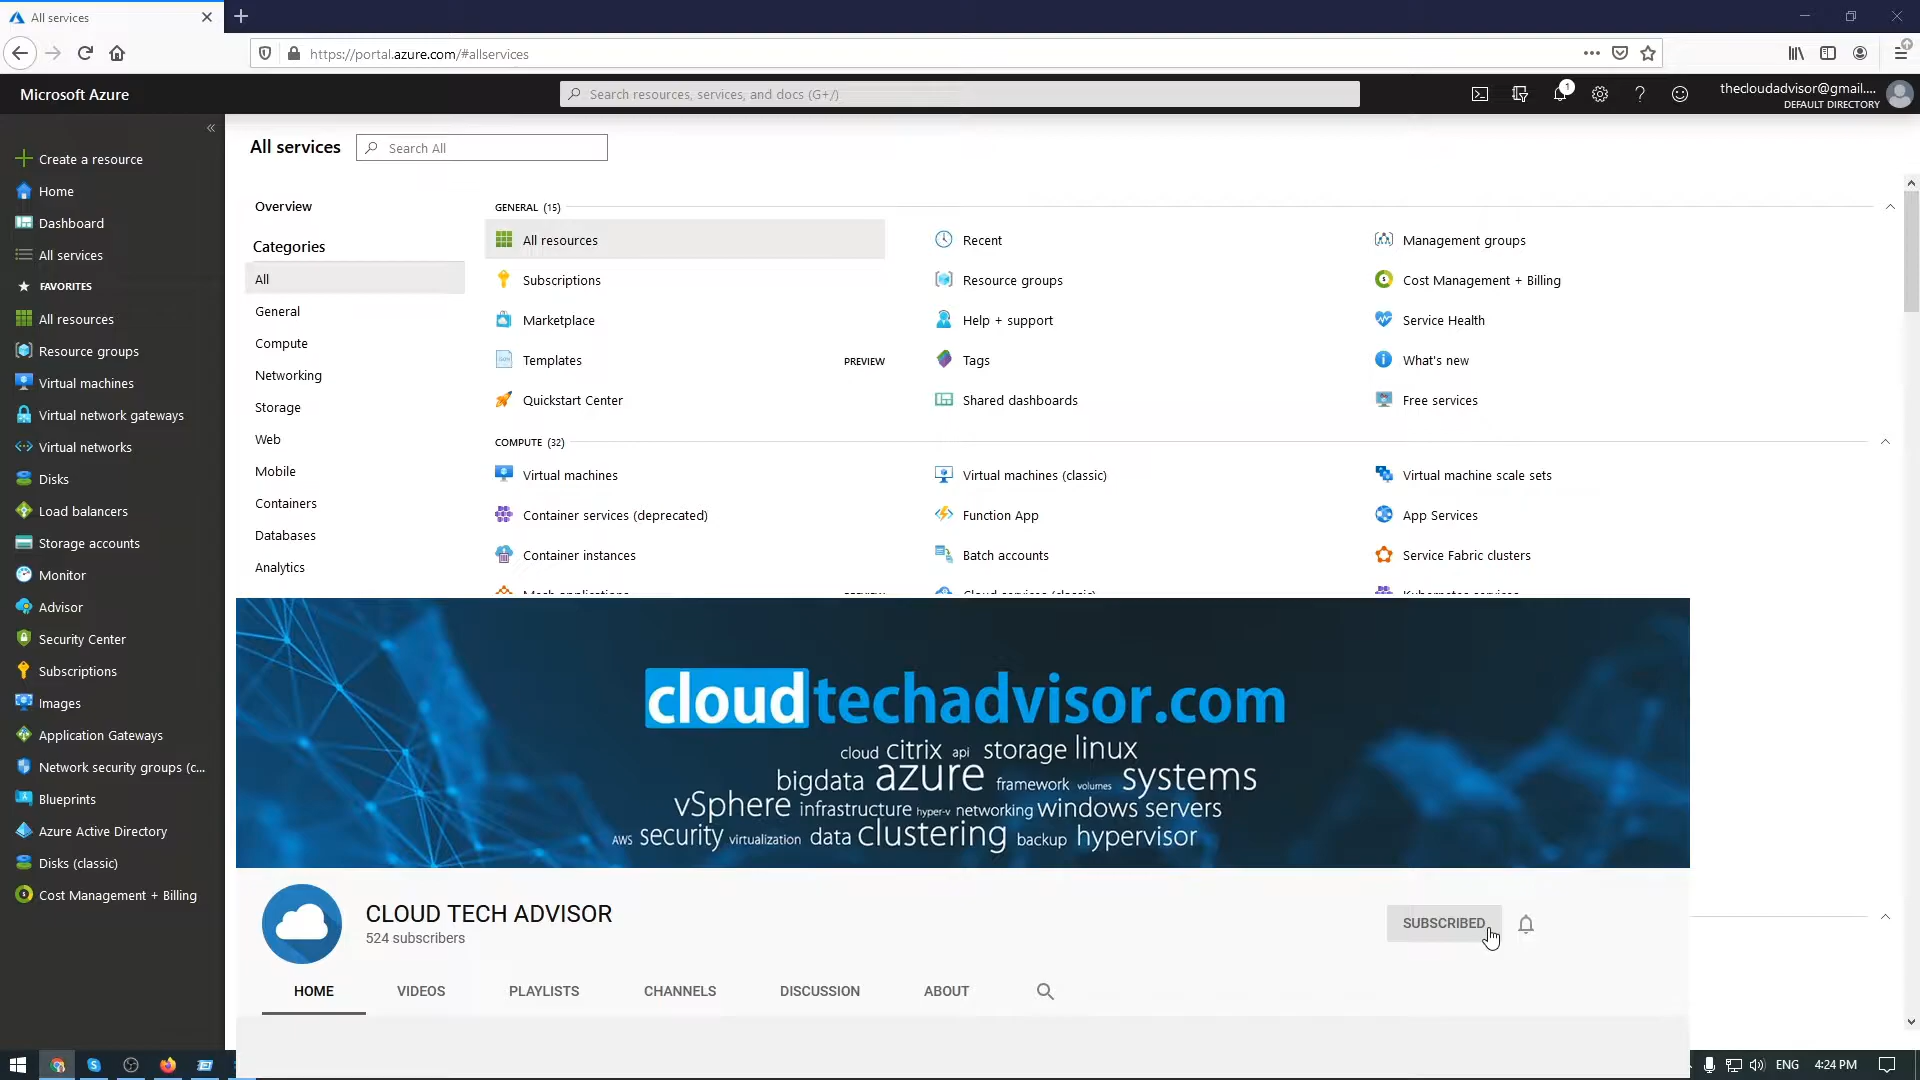 All services
https://portal.azure.com/#allservices
Microsoft Azure
Search resources, services, and docs (G+/)
1
thecloudadvisor@gmail....
DEFAULT DIRECTORY
Create a resource
Home
Dashboard
All services
FAVORITES
All resources
Resource groups
Virtual machines
Virtual network gateways
Virtual networks
Disks
Load balancers
Storage accounts
Monitor
Advisor
Security Center
Subscriptions
Images
Application Gateways
Network security groups (c...
Blueprints
Azure Active Directory
Disks (classic)
Cost Management + Billing
All services
Search All
Overview
Categories
All
General
Compute
Networking
Storage
Web
Mobile
Containers
Databases
Analytics
GENERAL (15)
All resources
Recent
Management groups
Subscriptions
Resource groups
Cost Management + Billing
Marketplace
Help + support
Service Health
Templates
PREVIEW
Tags
What's new
Quickstart Center
Shared dashboards
Free services
COMPUTE (32)
Virtual machines
Virtual machines (classic)
Virtual machine scale sets
Container services (deprecated)
Function App
App Services
Container instances
Batch accounts
Service Fabric clusters
cloudtechadvisor.com
cloud citrix api storage linux
bigdata azure framework volumes systems
vSphere infrastructure hyper-v networking windows servers
AWS security virtualization data clustering backup hypervisor
CLOUD TECH ADVISOR
524 subscribers
SUBSCRIBED
HOME
VIDEOS
PLAYLISTS
CHANNELS
DISCUSSION
ABOUT
ENG
4:24 PM